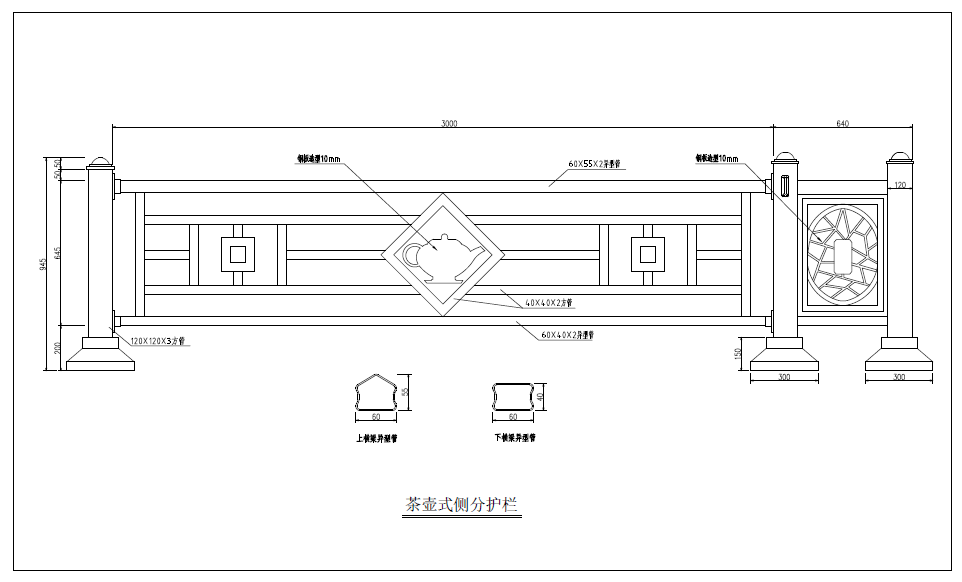 3000
640
钢板造型10mm
60X55X2异型管
钢板造型10mm
50
50
120
945
645
40X40X2方管
120X120X3方管
60X40X2异型管
200
150
300
300
55
40
60
60
上横梁异型管
下横梁异型管
茶壶式侧分护栏